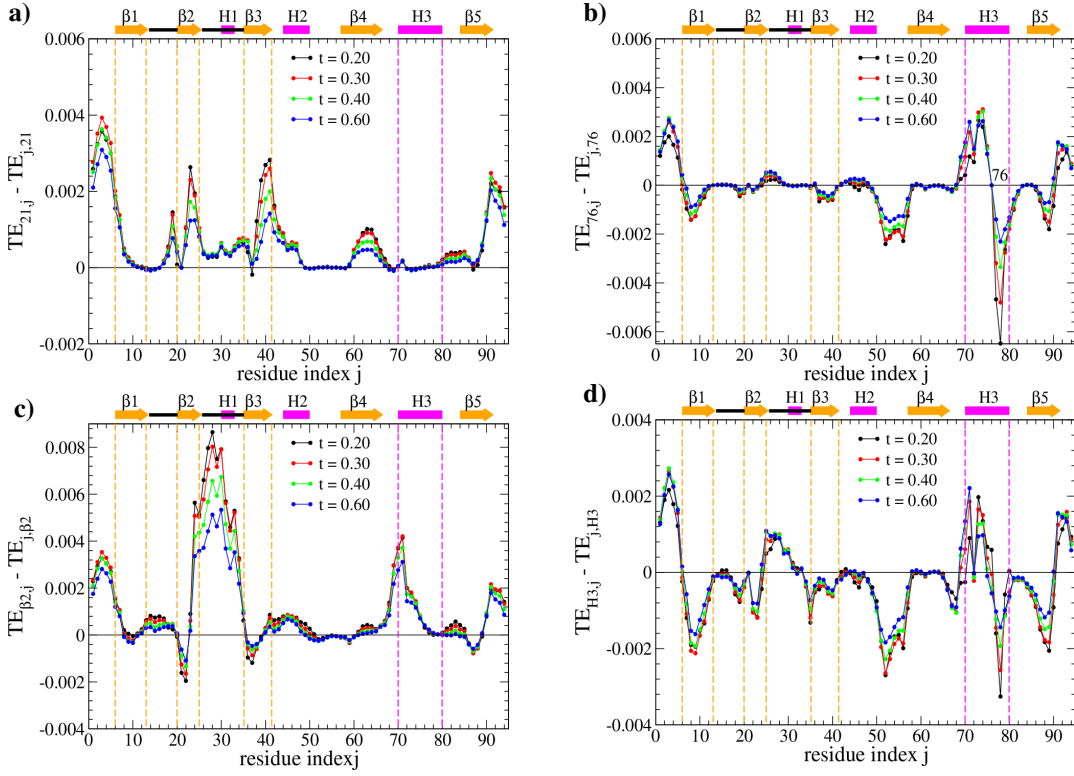 a)
β1 β2 H1 β3 H2 β4 H3 β5
0.006
0.004
0.002
0
-0.002
TE21,j - TEj,21
t = 0.20
t = 0.30
t = 0.40
t = 0.60
0 10 20 30 40 50 60 70 80 90
residue index j
b)
β1 β2 H1 β3 H2 β4 H3 β5
0.006
0.004
0.002
0
-0.002
-0.004
-0.006
TE76,j - TEj,76
t = 0.20
t = 0.30
t = 0.40
t = 0.60
76
0 10 20 30 40 50 60 70 80 90
residue index j
c)
β1 β2 H1 β3 H2 β4 H3 β5
0.008
0.006
0.004
0.002
0
-0.002
-0.004
TEβ2,j - TEj,β2
t = 0.20
t = 0.30
t = 0.40
t = 0.60
0 10 20 30 40 50 60 70 80 90
residue indexj
d)
β1 β2 H1 β3 H2 β4 H3 β5
0.004
0.002
0
-0.002
-0.004
TEH3,j - TEj,H3
t = 0.20
t = 0.30
t = 0.40
t = 0.60
0 10 20 30 40 50 60 70 80 90
residue index j